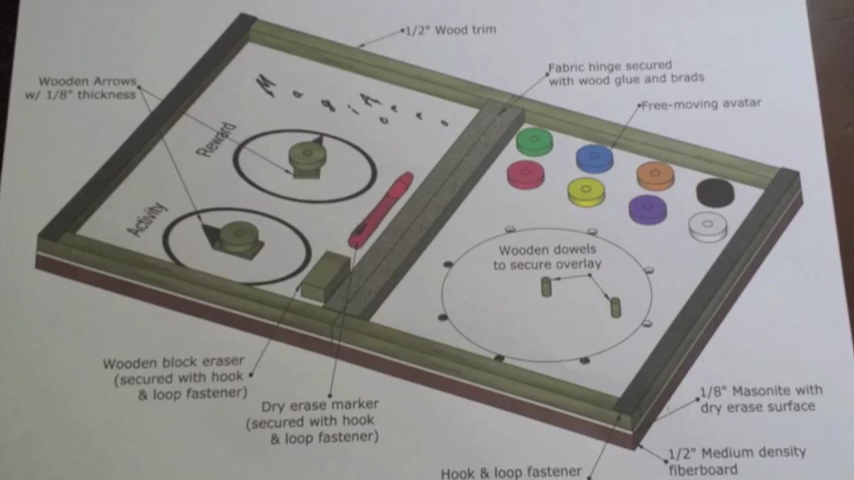 1/2" Wood trim
Fabric hinge secured
with wood glue and brads
Free-moving avatar
Wooden Arrows
w/ 1/8" thickness
Reward
Activity
Wooden dowels
to secure overlay
Wooden block eraser
(secured with hook
& loop fastener)
Dry erase marker
(secured with hook
& loop fastener)
1/8" Masonite with
dry erase surface
1/2" Medium density
fiberboard
Hook & loop fastener